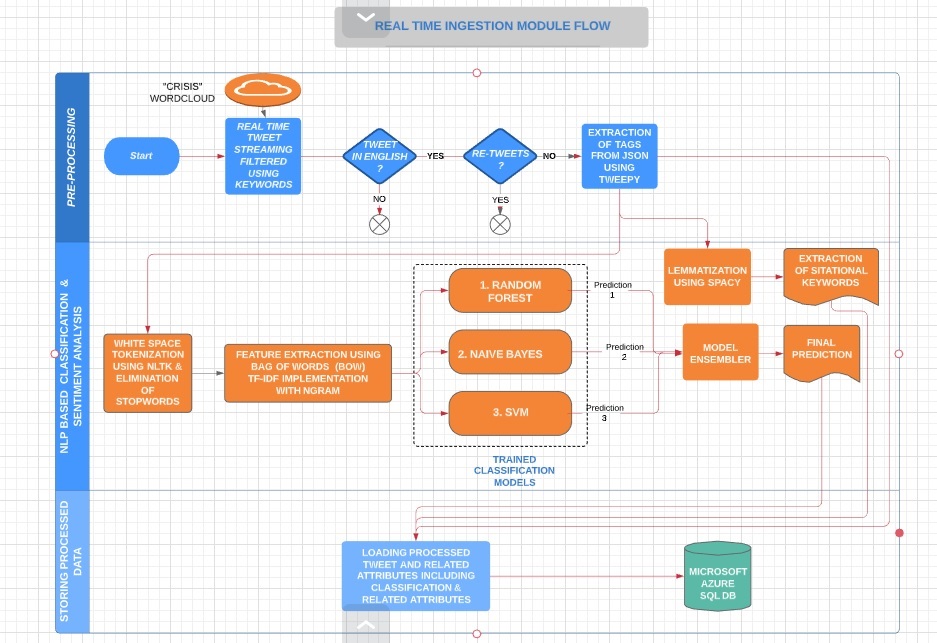 REAL TIME INGESTION MODULE FLOW
PRE-PROCESSING
"CRISIS"
WORDCLOUD
Start
REAL TIME
TWEET
STREAMING
FILTERED
USING
KEYWORDS
TWEET
IN ENGLISH
?
YES
NO
RE-TWEETS
?
NO
YES
EXTRACTION
OF TAGS
FROM JSON
USING
TWEEPY
NLP BASED CLASSIFICATION &
SENTIMENT ANALYSIS
WHITE SPACE
TOKENIZATION
USING NLTK &
ELIMINATION
OF
STOPWORDS
FEATURE EXTRACTION USING
BAG OF WORDS (BOW)
TF-IDF IMPLEMENTATION
WITH NGRAM
1. RANDOM
FOREST
2. NAIVE BAYES
3. SVM
TRAINED
CLASSIFICATION
MODELS
Prediction
1
Prediction
2
Prediction
3
LEMMATIZATION
USING SPACY
EXTRACTION
OF SITATIONAL
KEYWORDS
MODEL
ENSEMBLER
FINAL
PREDICTION
STORING PROCESSED
DATA
LOADING PROCESSED
TWEET AND RELATED
ATTRIBUTES INCLUDING
CLASSIFICATION &
RELATED ATTRIBUTES
MICROSOFT
AZURE
SQL DB